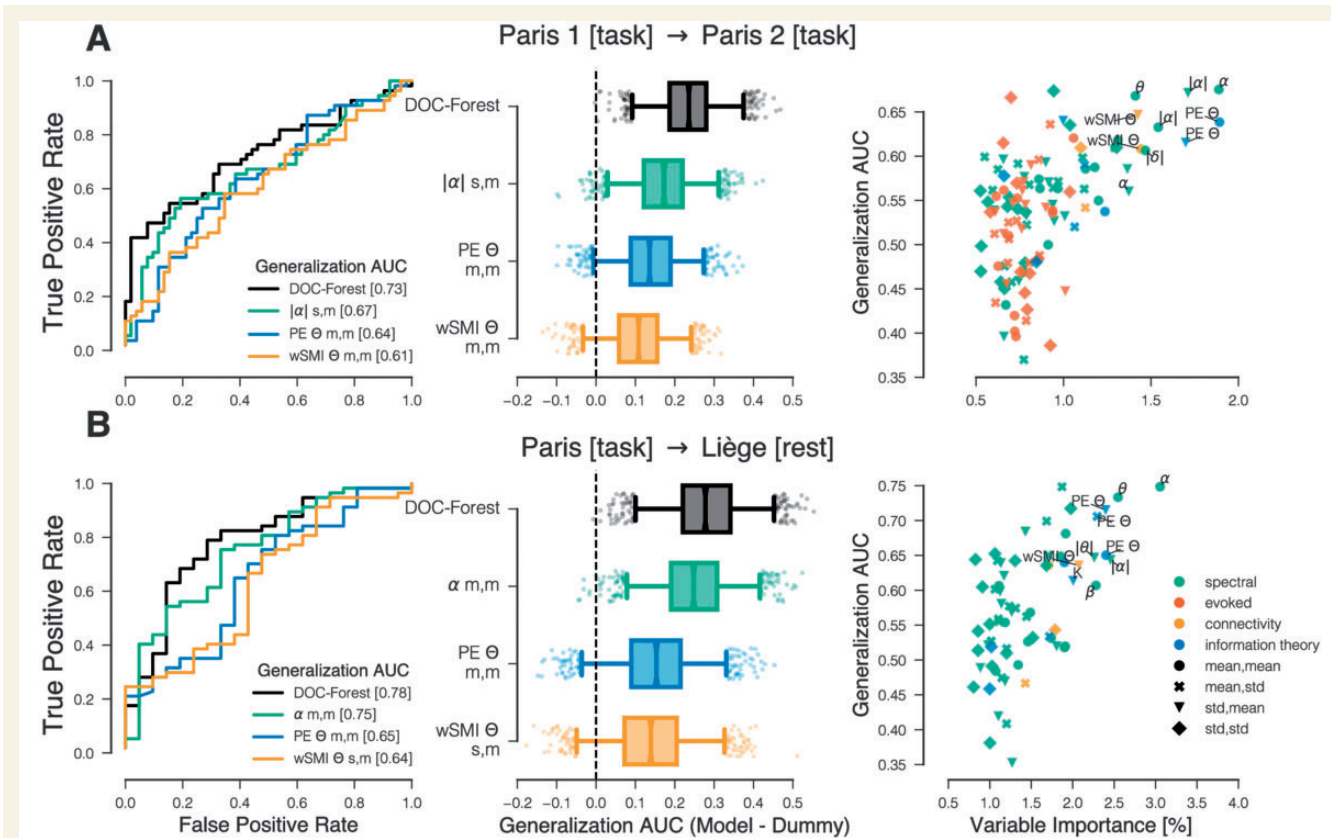 A
Paris 1 [task] → Paris 2 [task]
True Positive Rate
1.0
0.8
0.6
0.4
0.2
0.0
0.0 0.2 0.4 0.6 0.8 1.0
Generalization AUC
DOC-Forest [0.73]
|α| s,m [0.67]
PE Θ m,m [0.64]
wSMI Θ m,m [0.61]
DOC-Forest
|α| s,m
PE Θ
m,m
wSMI Θ
m,m
−0.2 −0.1 0.0 0.1 0.2 0.3 0.4 0.5
Generalization AUC
0.65
0.60
0.55
0.50
0.45
0.40
0.35
0.5 1.0 1.5 2.0
θ
|α|
α
wSMI Θ
|α|
PE Θ
wSMI Θ
PE Θ
|δ|
α
B
Paris [task] → Liège [rest]
True Positive Rate
1.0
0.8
0.6
0.4
0.2
0.0
0.0 0.2 0.4 0.6 0.8 1.0
False Positive Rate
Generalization AUC
DOC-Forest [0.78]
α m,m [0.75]
PE Θ m,m [0.65]
wSMI Θ s,m [0.64]
DOC-Forest
α m,m
PE Θ
m,m
wSMI Θ
s,m
−0.2 −0.1 0.0 0.1 0.2 0.3 0.4 0.5
Generalization AUC (Model - Dummy)
Generalization AUC
0.75
0.70
0.65
0.60
0.55
0.50
0.45
0.40
0.35
0.5 1.0 1.5 2.0 2.5 3.0 3.5 4.0
Variable Importance [%]
α
θ
PE Θ
PE Θ
|θ|
PE Θ
wSMI Θ
|α|
K
β
spectral
evoked
connectivity
information theory
mean,mean
mean,std
std,mean
std,std